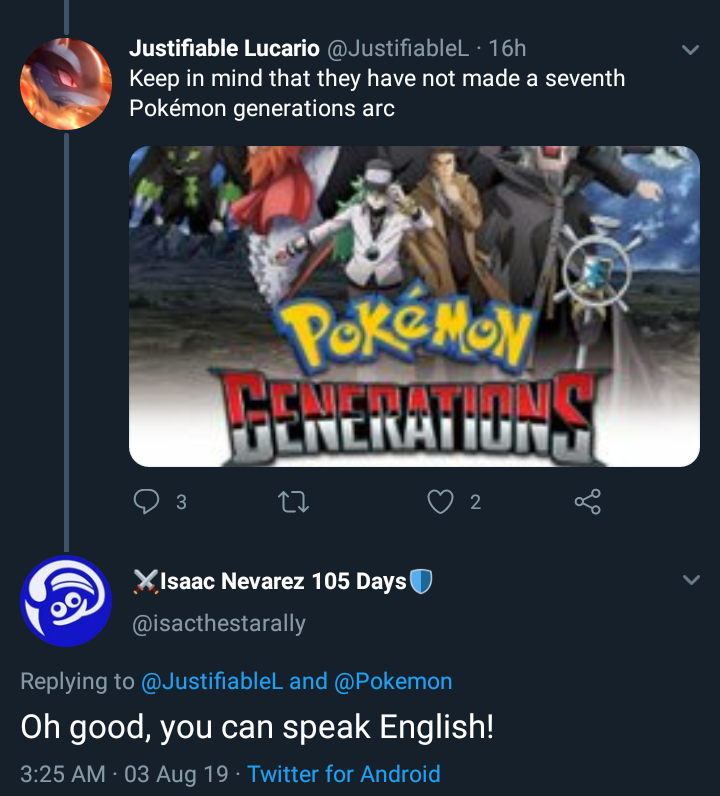 Justifiable Lucario @JustifiableL · 16h
Keep in mind that they have not made a seventh
Pokémon generations arc
POKéMON
GENERATIONS
3
2
⚔Isaac Nevarez 105 Days🛡
@isacthestarally
Replying to @JustifiableL and @Pokemon
Oh good, you can speak English!
3:25 AM · 03 Aug 19 · Twitter for Android